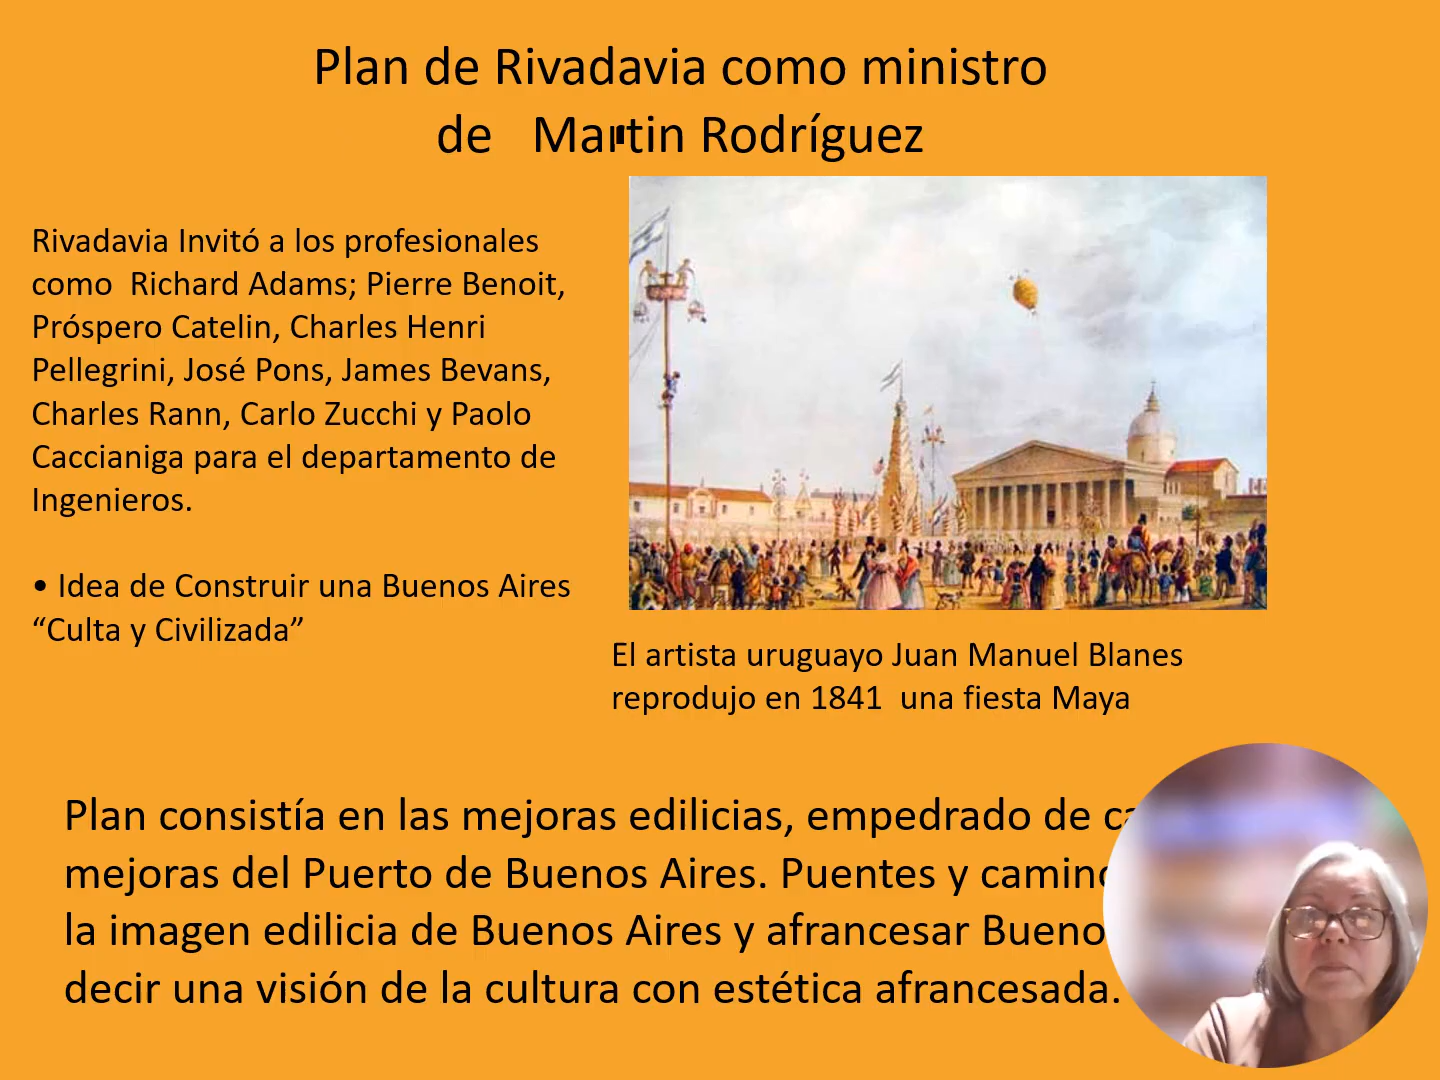 Plan de Rivadavia como ministro
de Martin Rodríguez
Rivadavia Invitó a los profesionales
como Richard Adams; Pierre Benoit,
Próspero Catelin, Charles Henri
Pellegrini, José Pons, James Bevans,
Charles Rann, Carlo Zucchi y Paolo
Caccianiga para el departamento de
Ingenieros.
• Idea de Construir una Buenos Aires
“Culta y Civilizada”
El artista uruguayo Juan Manuel Blanes
reprodujo en 1841 una fiesta Maya
Plan consistía en las mejoras edilicias, empedrado de
mejoras del Puerto de Buenos Aires. Puentes y
la imagen edilicia de Buenos Aires y afrancesar
decir una visión de la cultura con estética afrancesada.